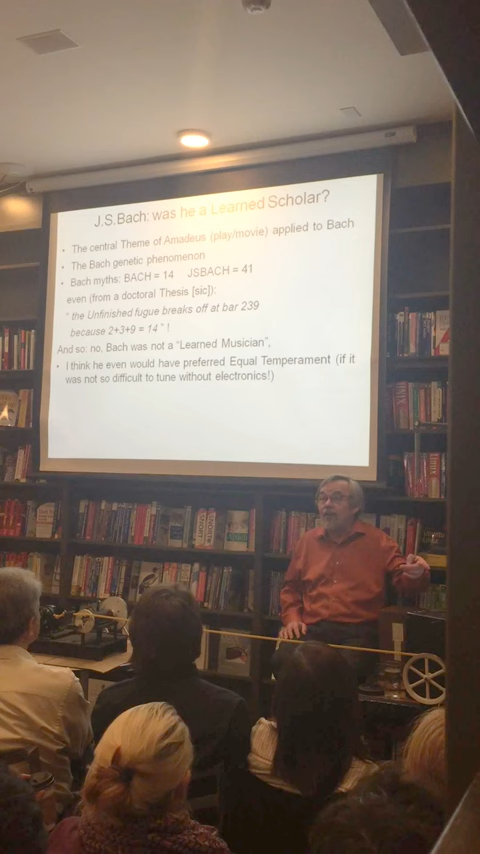 J.S.Bach: was he a Learned Scholar?
• The central Theme of Amadeus (play/movie) applied to Bach
• The Bach genetic phenomenon
• Bach myths: BACH = 14 JSBACH = 41
even (from a doctoral Thesis [sic]):
“ the Unfinished fugue breaks off at bar 239
because 2+3+9 = 14 ” !
And so: no, Bach was not a “Learned Musician”,
• I think he even would have preferred Equal Temperament (if it
was not so difficult to tune without electronics!)